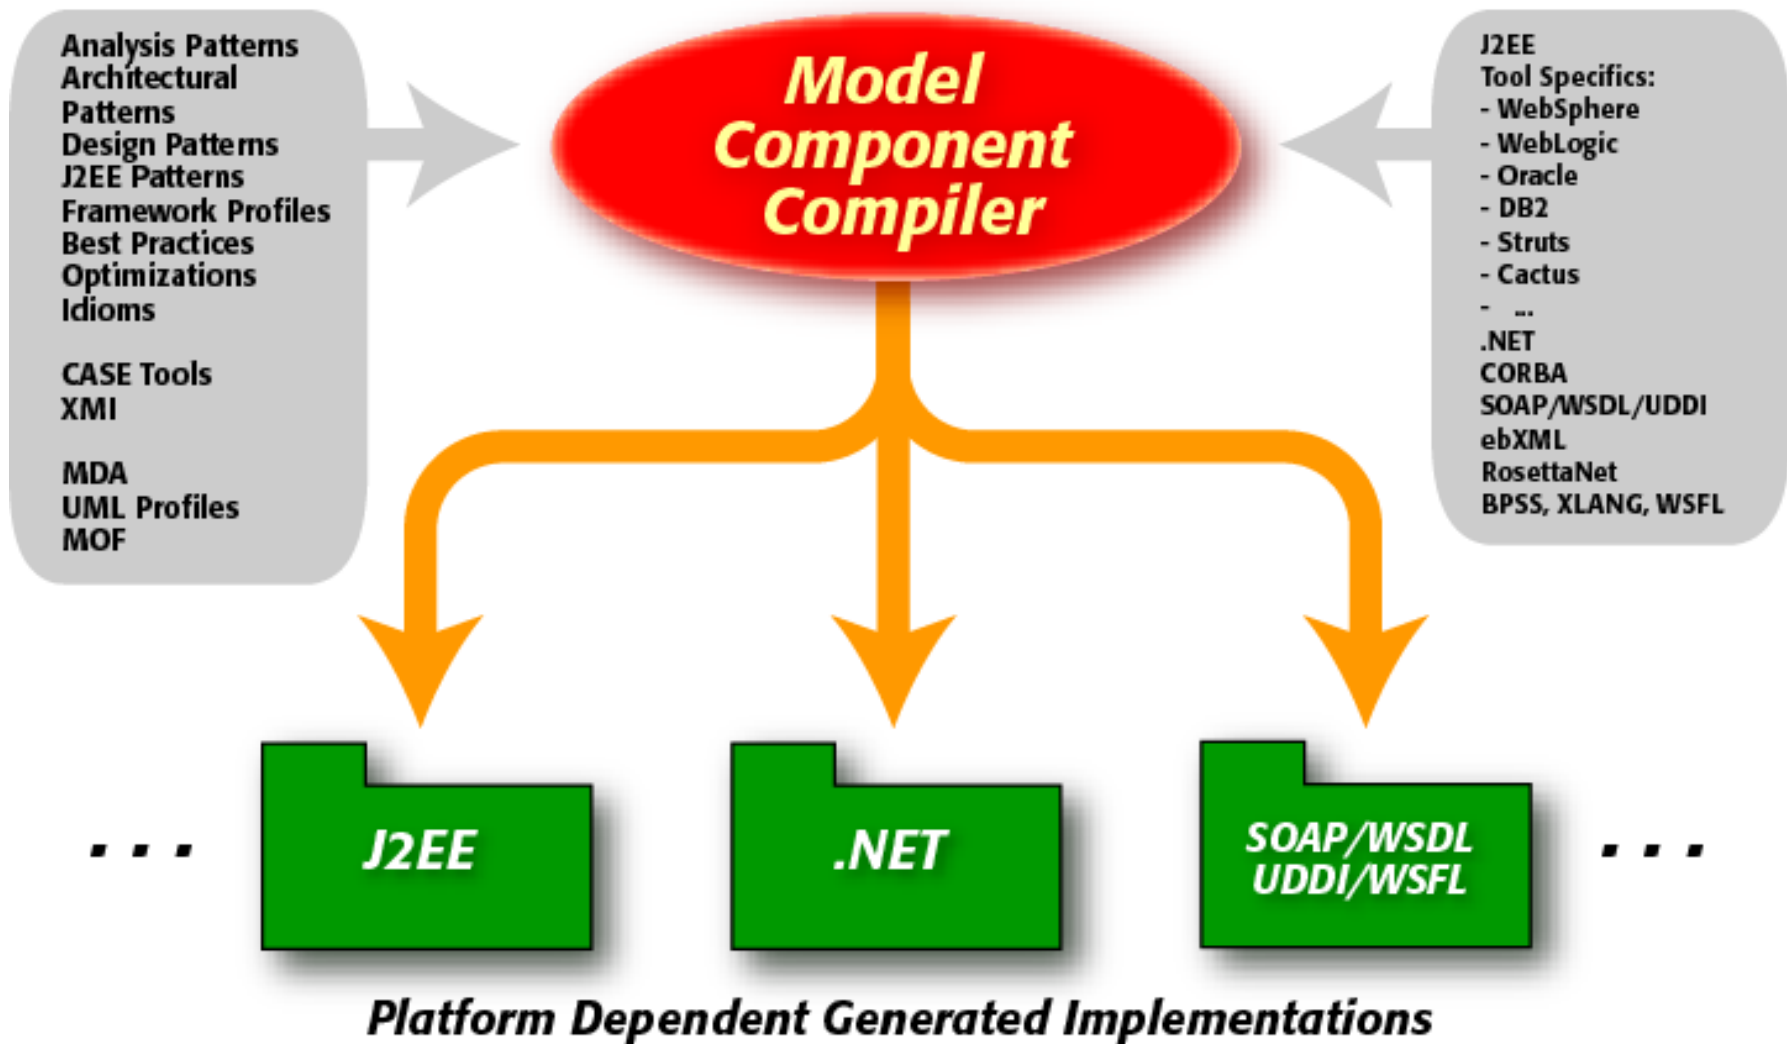 Analysis Patterns
Architectural
Patterns
Design Patterns
J2EE Patterns
Framework Profiles
Best Practices
Optimizations
Idioms
CASE Tools
XMI
MDA
UML Profiles
MOF
Model
Component
Compiler
J2EE
Tool Specifics:
- WebSphere
- WebLogic
- Oracle
- DB2
- Struts
- Cactus
- ...
.NET
CORBA
SOAP/WSDL/UDDI
ebXML
RosettaNet
BPSS, XLANG, WSFL
...
J2EE
.NET
SOAP/WSDL
UDDI/WSFL
...
Platform Dependent Generated Implementations